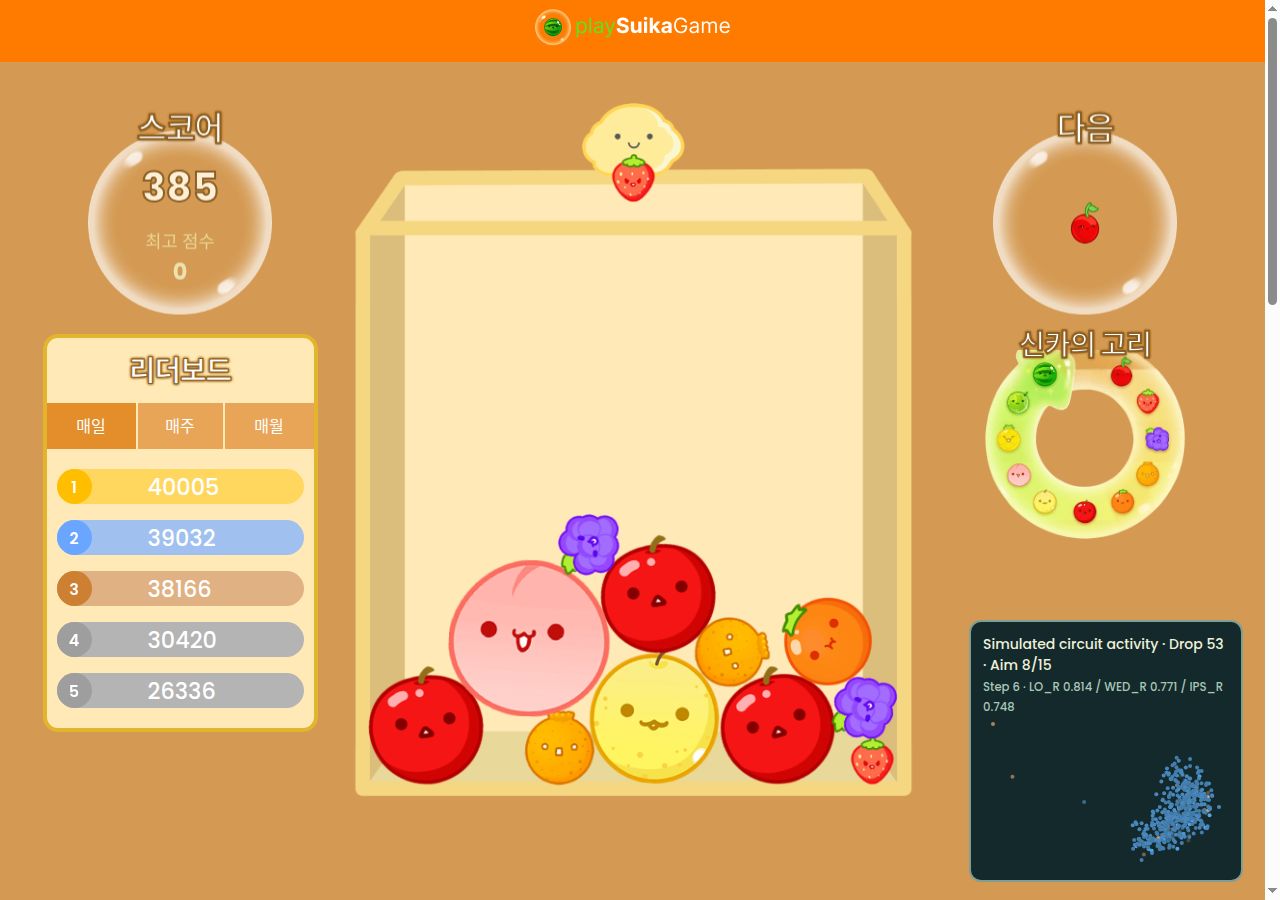 playSuikaGame
스코어
385
최고 점수
0
다음
신카의 고리
리더보드
매일 매주 매월
1 40005
2 39032
3 38166
4 30420
5 26336
Simulated circuit activity · Drop 53
· Aim 8/15
Step 6 · LO_R 0.814 / WED_R 0.771 / IPS_R
0.748